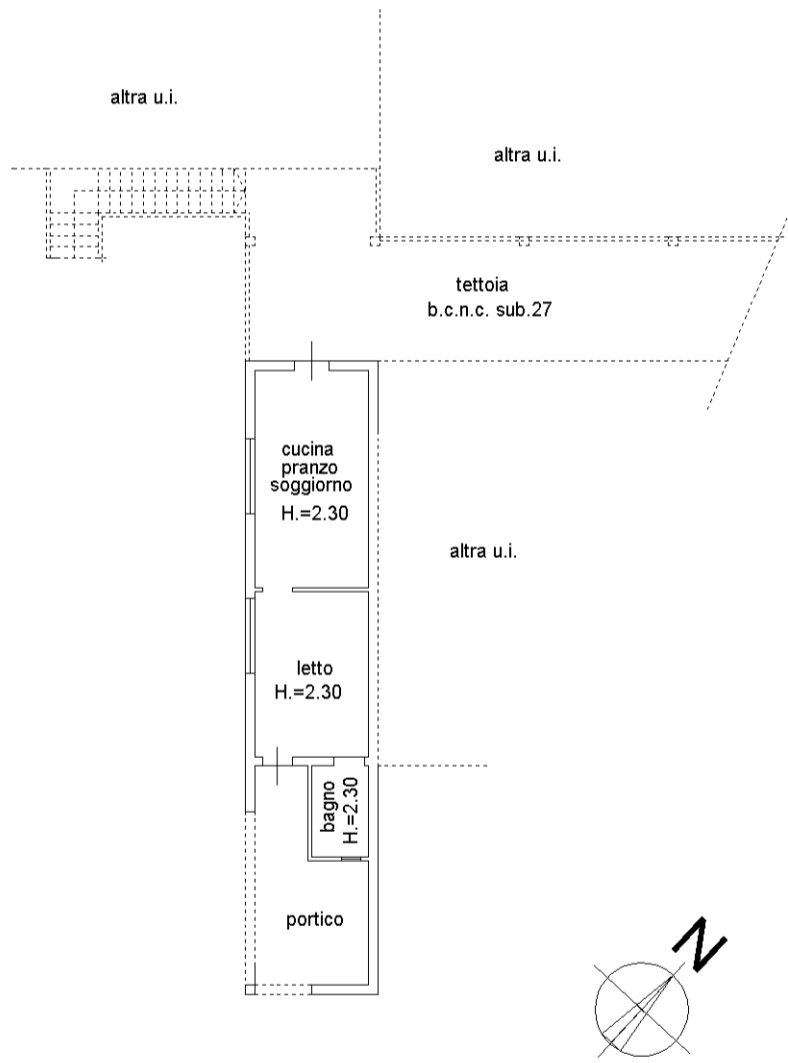 altra u.i.
altra u.i.
tettoia
b.c.n.c. sub.27
cucina
pranzo
soggiorno
H.=2.30
altra u.i.
letto
H.=2.30
bagno
H.=2.30
portico
N